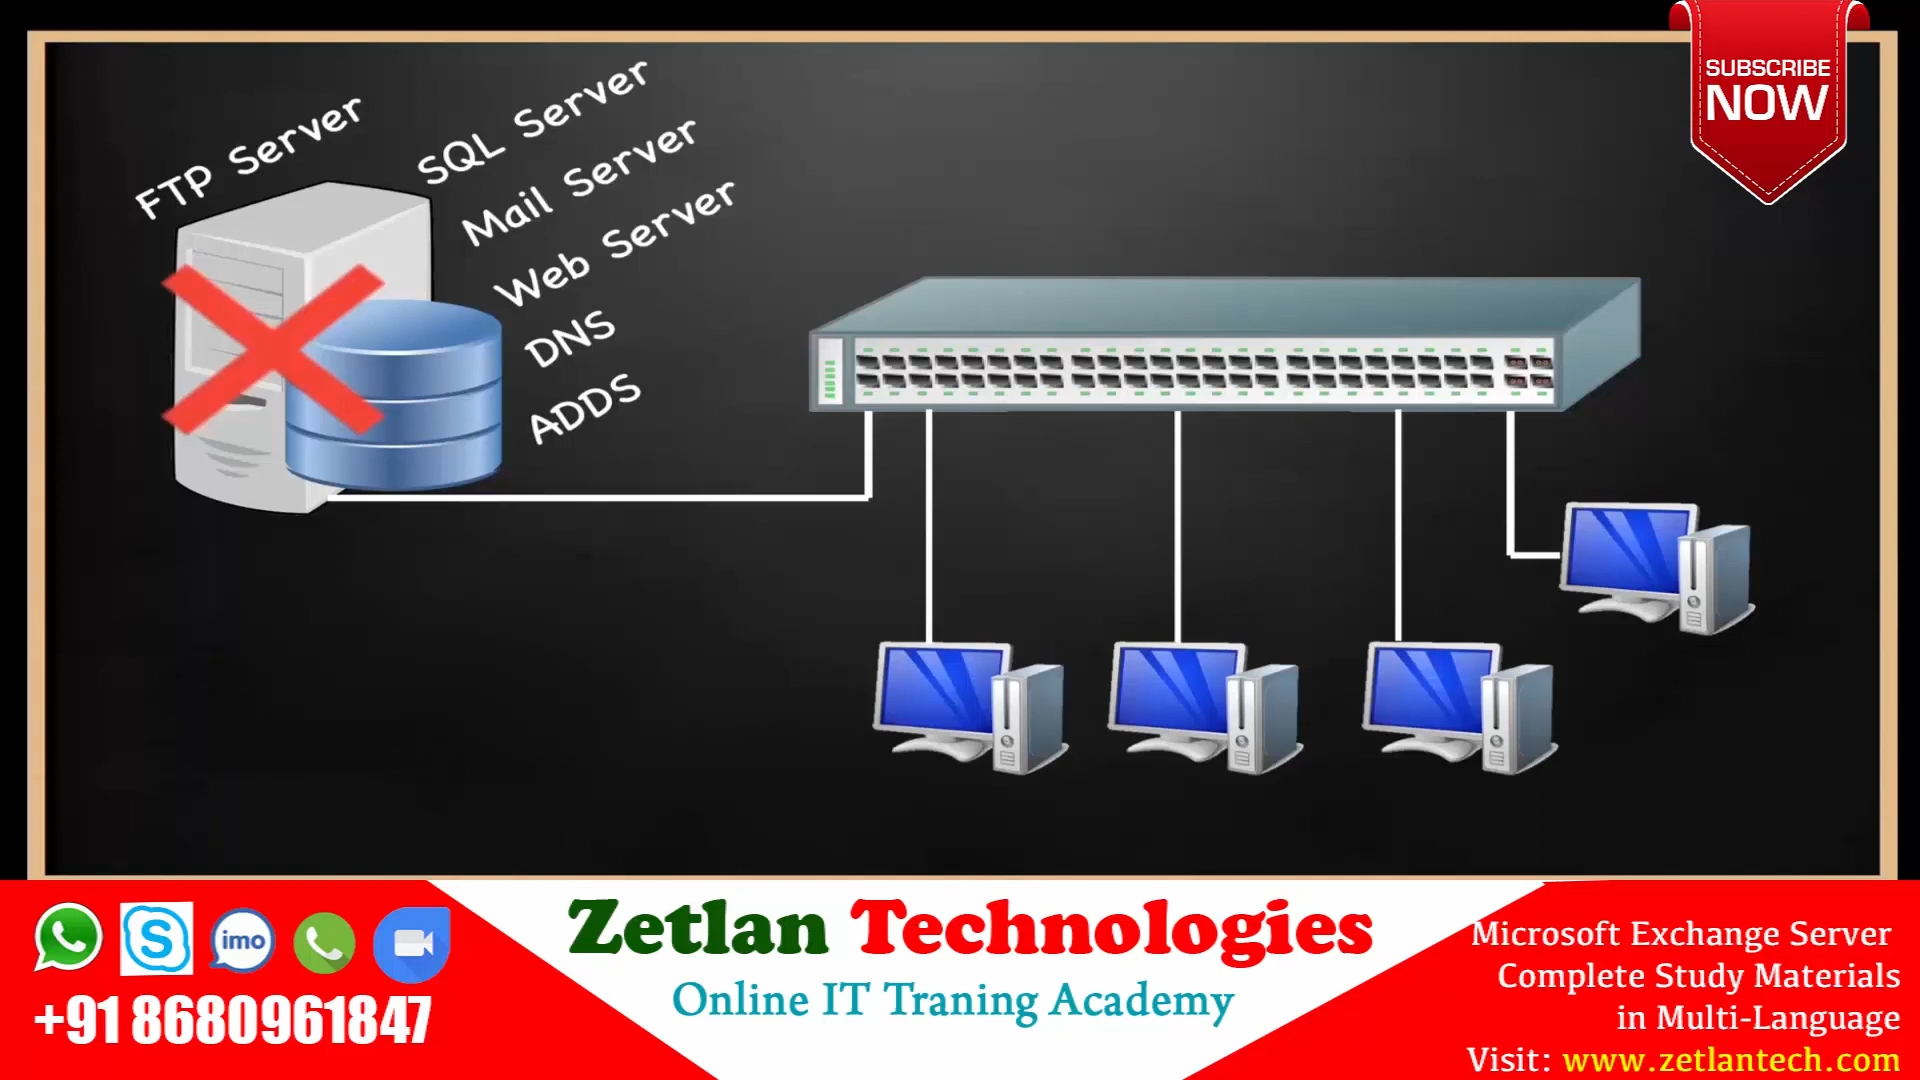 SUBSCRIBE
NOW
FTP Server
SQL Server
Mail Server
Web Server
DNS
ADDS
imo
+91 8680961847
Zetlan Technologies
Online IT Traning Academy
Microsoft Exchange Server
Complete Study Materials
in Multi-Language
Visit: www.zetlantech.com